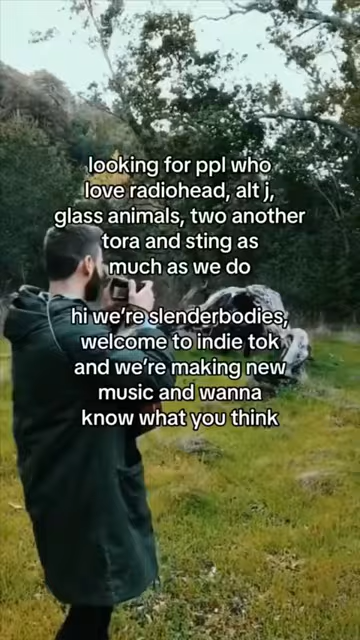 looking for ppl who
love radiohead, alt j,
glass animals, two another
tora and sting as
much as we do
hi we're slenderbodies,
welcome to indie tok
and we're making new
music and wanna
know what you think